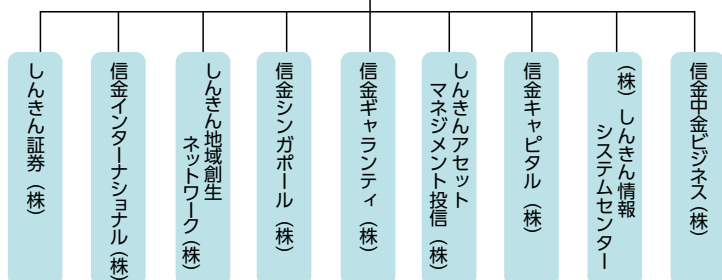 しんきん証券(株)
信金インターナショナル(株)
しんきん地域創生
ネットワーク(株)
信金シンガポール(株)
信金ギャランティ(株)
しんきんアセット
マネジメント投信(株)
信金キャピタル(株)
(株)しんきん情報
システムセンター
信金中金ビジネス(株)